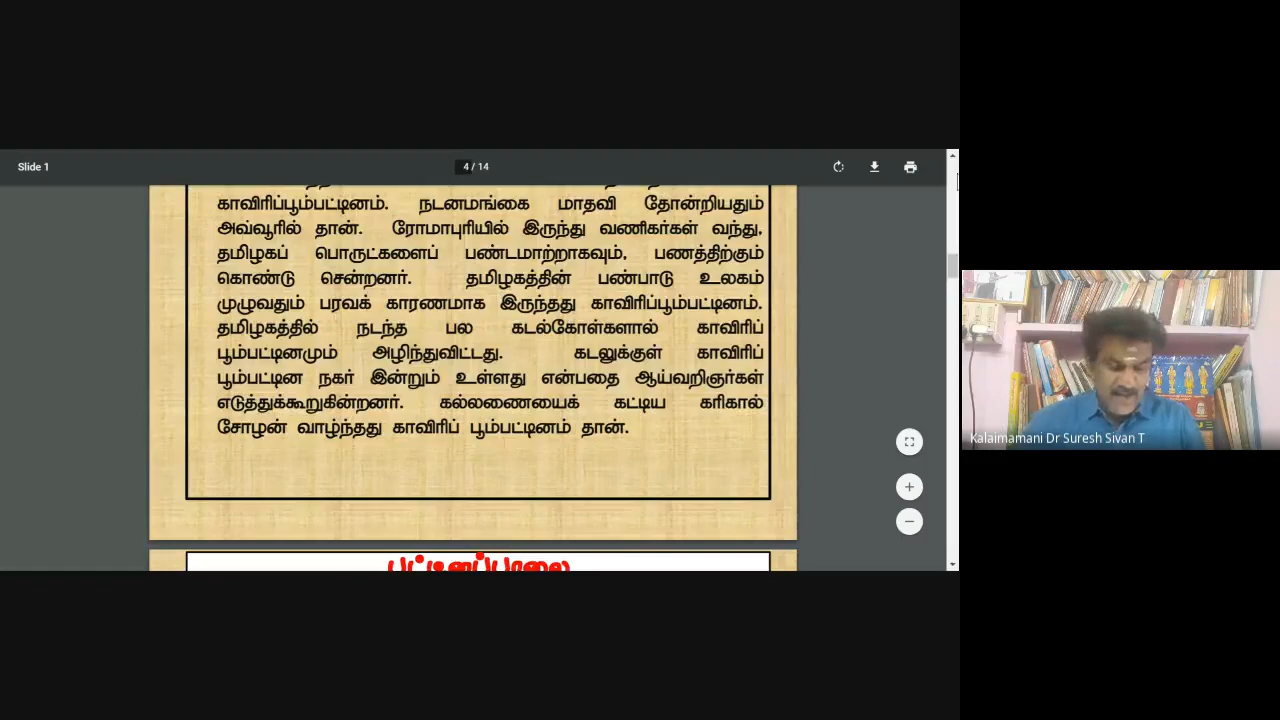 Slide 1
4 / 14
காவிரிப்பூம்பட்டினம். நடனமங்கை மாதவி தோன்றியதும்
அவ்வூரில் தான். ரோமாபுரியில் இருந்து வணிகர்கள் வந்து,
தமிழகப் பொருட்களைப் பண்டமாற்றாகவும், பணத்திற்கும்
கொண்டு சென்றனர். தமிழகத்தின் பண்பாடு உலகம்
முழுவதும் பரவக் காரணமாக இருந்தது காவிரிப்பூம்பட்டினம்.
தமிழகத்தில் நடந்த பல கடல்கோள்களால் காவிரிப்
பூம்பட்டினமும் அழிந்துவிட்டது. கடலுக்குள் காவிரிப்
பூம்பட்டின நகர் இன்றும் உள்ளது என்பதை ஆய்வறிஞர்கள்
எடுத்துக்கூறுகின்றனர். கல்லணையைக் கட்டிய கரிகால்
சோழன் வாழ்ந்தது காவிரிப் பூம்பட்டினம் தான்.
பட்டினப்பாலை
Kalaimamani Dr Suresh Sivan T